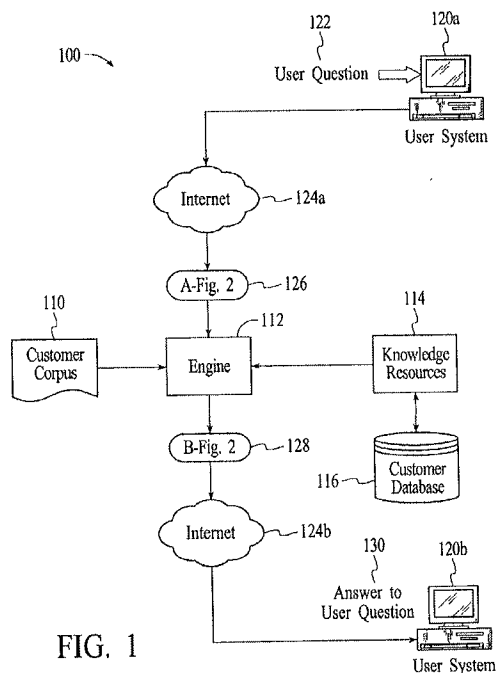 122
120a
100
User Question
User System
Internet
124a
A-Fig. 2
126
110
112
114
Customer
Corpus
Engine
Knowledge
Resources
B-Fig. 2
128
116
Customer
Database
Internet
124b
130
120b
Answer to
User Question
FIG. 1
User System